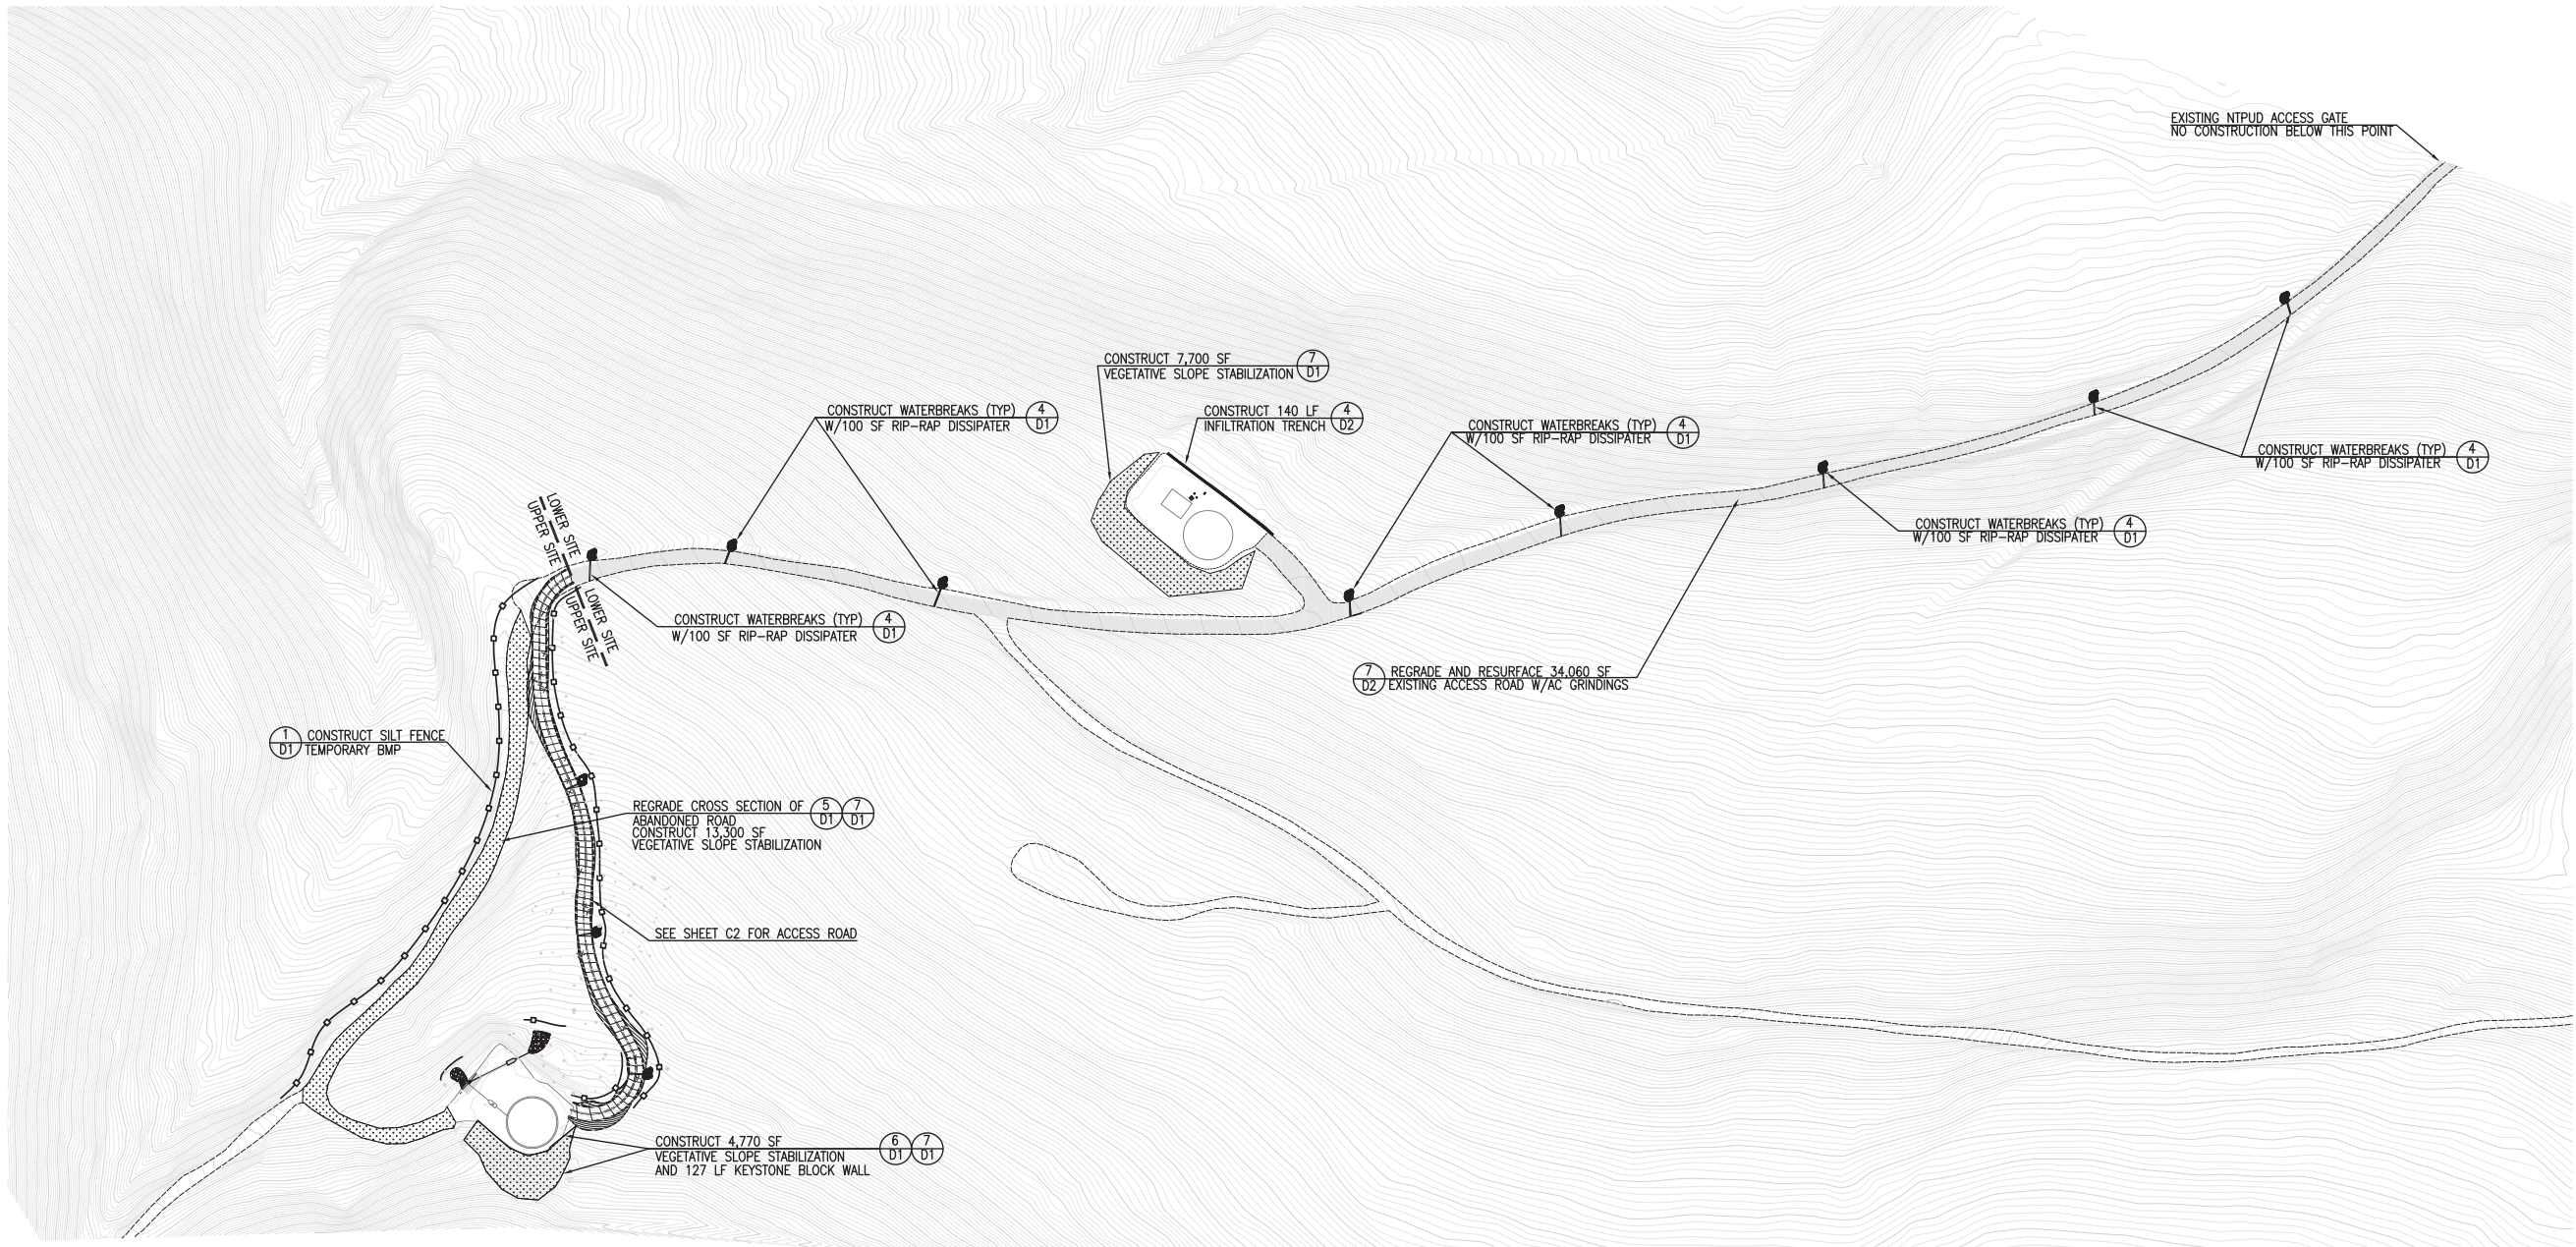 EXISTING NTPUD ACCESS GATE
NO CONSTRUCTION BELOW THIS POINT
CONSTRUCT 7,700 SF
VEGETATIVE SLOPE STABILIZATION
7
D1
CONSTRUCT WATERBREAKS (TYP)
W/100 SF RIP-RAP DISSIPATER
4
D1
CONSTRUCT 140 LF
INFILTRATION TRENCH
4
D2
CONSTRUCT WATERBREAKS (TYP)
W/100 SF RIP-RAP DISSIPATER
4
D1
CONSTRUCT WATERBREAKS (TYP)
W/100 SF RIP-RAP DISSIPATER
4
D1
CONSTRUCT WATERBREAKS (TYP)
W/100 SF RIP-RAP DISSIPATER
4
D1
LOWER SITE
UPPER SITE
LOWER SITE
UPPER SITE
CONSTRUCT WATERBREAKS (TYP)
W/100 SF RIP-RAP DISSIPATER
4
D1
7
D2
REGRADE AND RESURFACE 34,060 SF
EXISTING ACCESS ROAD W/AC GRINDINGS
1
D1
CONSTRUCT SILT FENCE
TEMPORARY BMP
REGRADE CROSS SECTION OF
ABANDONED ROAD
CONSTRUCT 13,300 SF
VEGETATIVE SLOPE STABILIZATION
5
D1
7
D1
SEE SHEET C2 FOR ACCESS ROAD
CONSTRUCT 4,770 SF
VEGETATIVE SLOPE STABILIZATION
AND 127 LF KEYSTONE BLOCK WALL
6
D1
7
D1